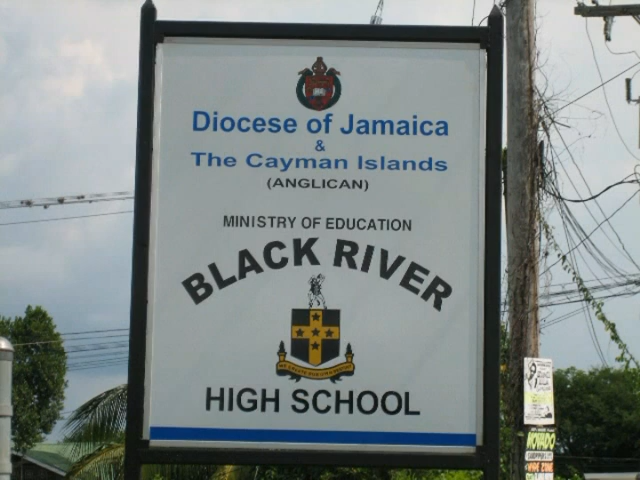 Diocese of Jamaica
&
The Cayman Islands
(ANGLICAN)
MINISTRY OF EDUCATION
BLACK RIVER
HIGH SCHOOL